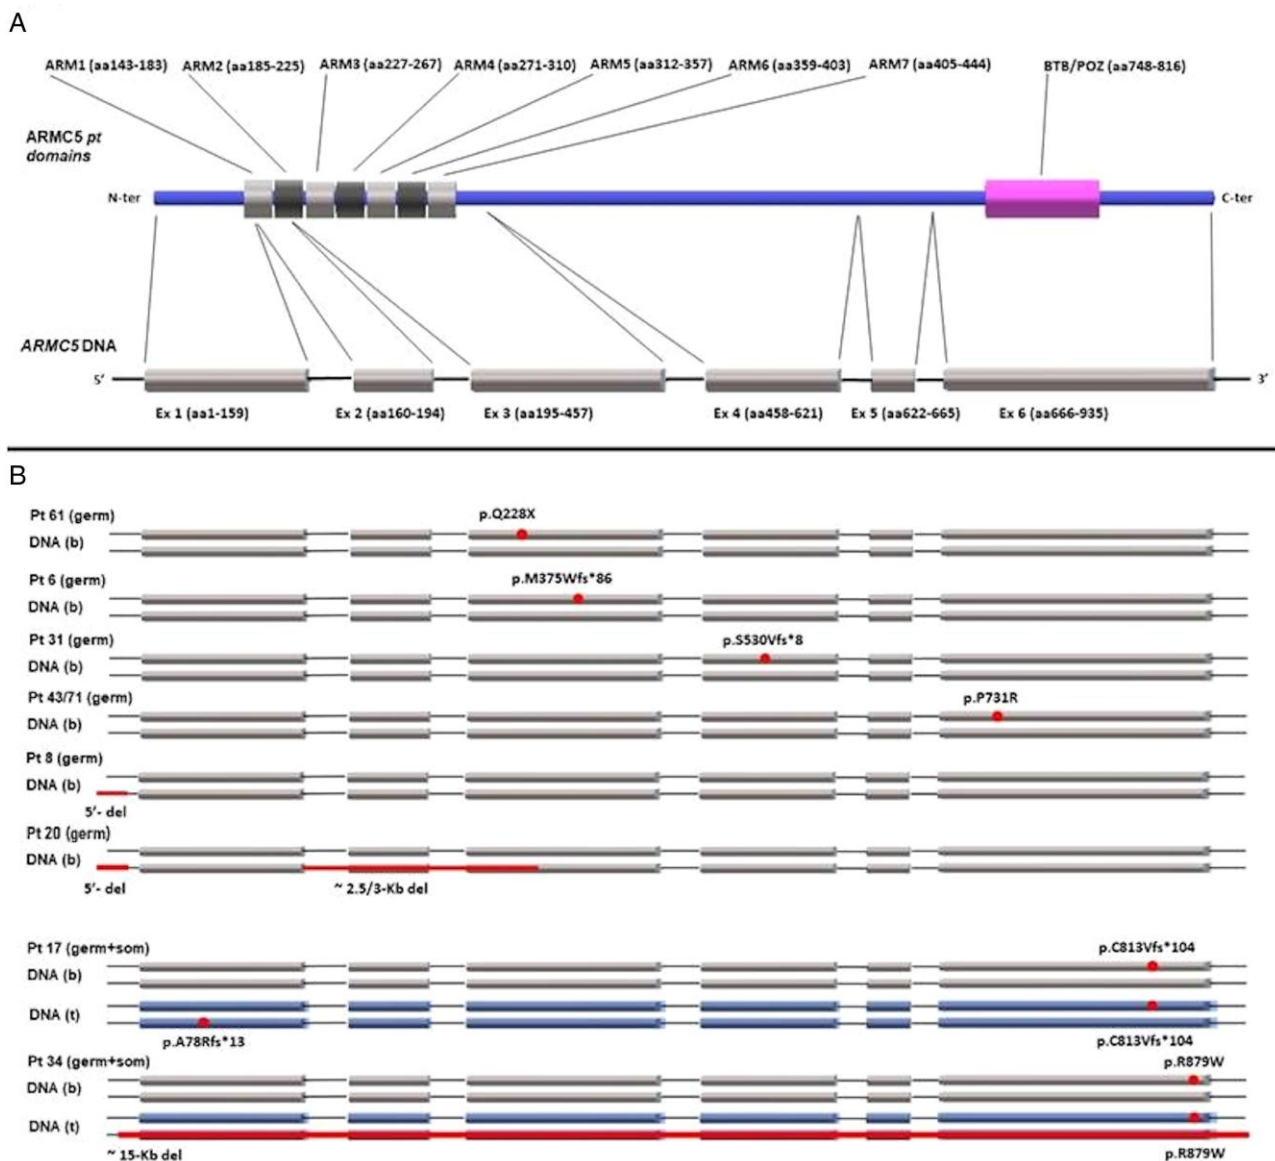 A
ARM1 (aa143-183) ARM2 (aa185-225) ARM3 (aa227-267) ARM4 (aa271-310) ARM5 (aa312-357) ARM6 (aa359-403) ARM7 (aa405-444) BTB/POZ (aa748-816)
ARMC5 pt
domains
N-ter C-ter
ARMC5 DNA
5' 3'
Ex 1 (aa1-159) Ex 2 (aa160-194) Ex 3 (aa195-457) Ex 4 (aa458-621) Ex 5 (aa622-665) Ex 6 (aa666-935)
B
Pt 61 (germ) p.Q228X
DNA (b)
Pt 6 (germ) p.M375Wfs*86
DNA (b)
Pt 31 (germ) p.S530Vfs*8
DNA (b)
Pt 43/71 (germ) p.P731R
DNA (b)
Pt 8 (germ)
DNA (b)
5'- del
Pt 20 (germ)
DNA (b)
5'- del ~ 2.5/3-Kb del
Pt 17 (germ+som) p.C813Vfs*104
DNA (b)
DNA (t)
p.A78Rfs*13 p.C813Vfs*104
Pt 34 (germ+som) p.R879W
DNA (b)
DNA (t)
~ 15-Kb del p.R879W